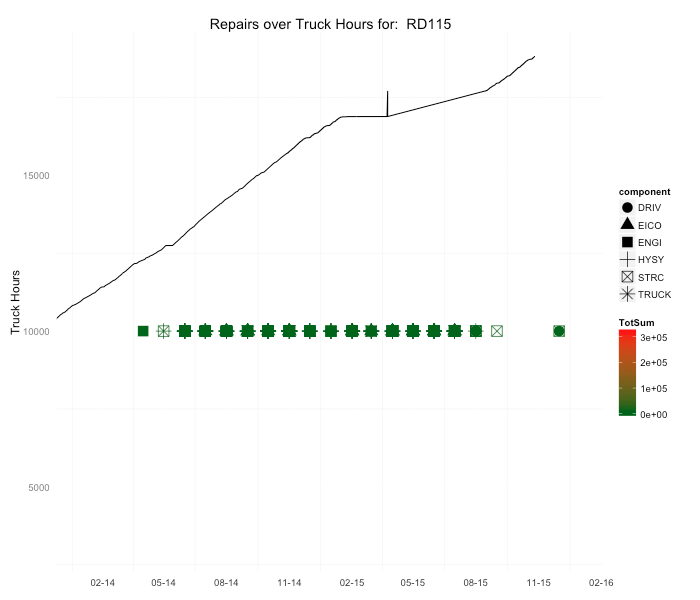 Repairs over Truck Hours for:  RD115
Truck Hours
15000
10000
5000
02-14 05-14 08-14 11-14 02-15 05-15 08-15 11-15 02-16
component
DRIV
EICO
ENGI
HYSY
STRC
TRUCK
TotSum
3e+05
2e+05
1e+05
0e+00